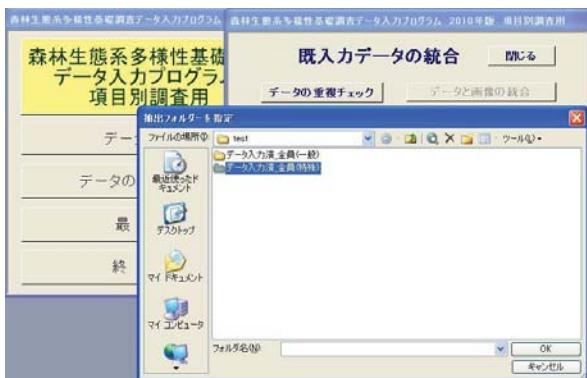 森林生態系多様性基礎調査データ入力プログラム
森林生態系多様性基礎
データ入力プログラ
項目別調査用
デー
データの
最
終
森林生態系多様性基礎調査データ入力プログラム 2010年版 項目別調査用
既入力データの統合
閉じる
データの重複チェック
データと画像の統合
抽出フォルダーを指定
ファイルの場所(I)
test
ツール(L)
最近使ったドキュメント
デスクトップ
マイ ドキュメント
マイ コンピュータ
データ入力済_全員(一般)
データ入力済_全員(特殊)
フォルダ名(N)
OK
キャンセル